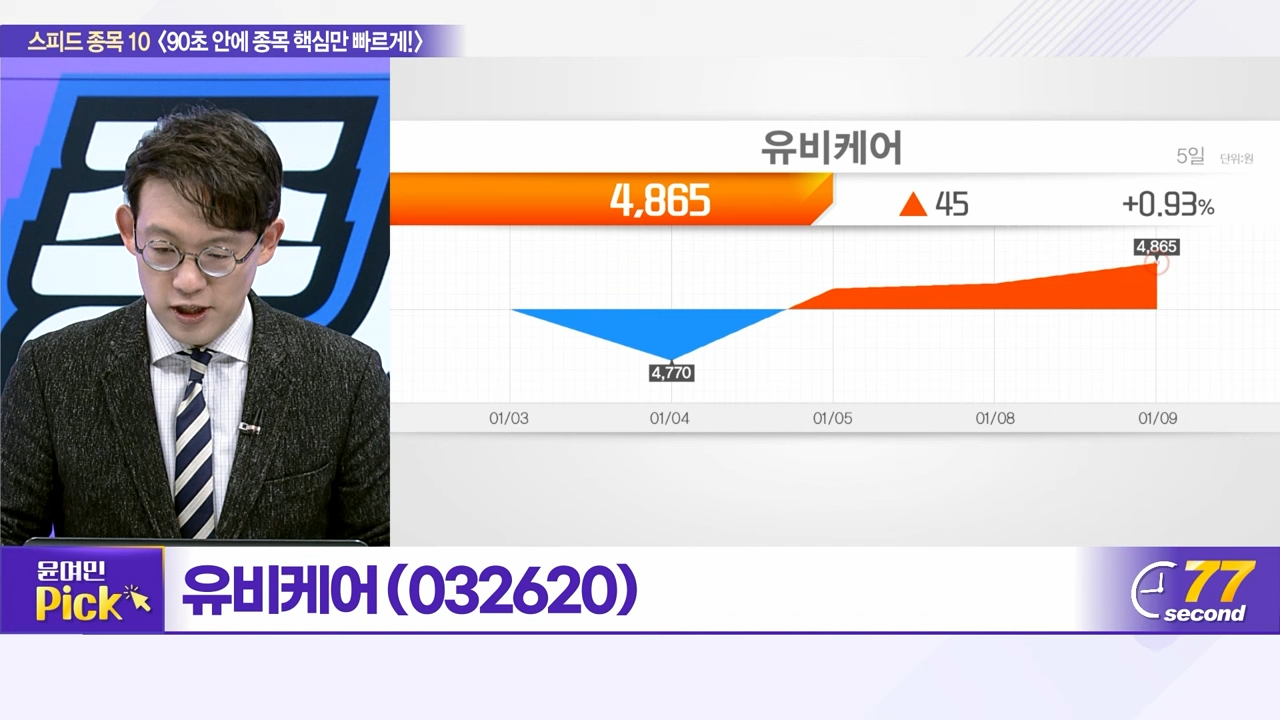 스피드 종목 10 <90초 안에 종목 핵심만 빠르게!>
유비케어
5일 단위:원
4,865 ▲ 45 +0.93%
4,865
4,770
01/03 01/04 01/05 01/08 01/09
윤여민
Pick
유비케어 (032620)
77
second